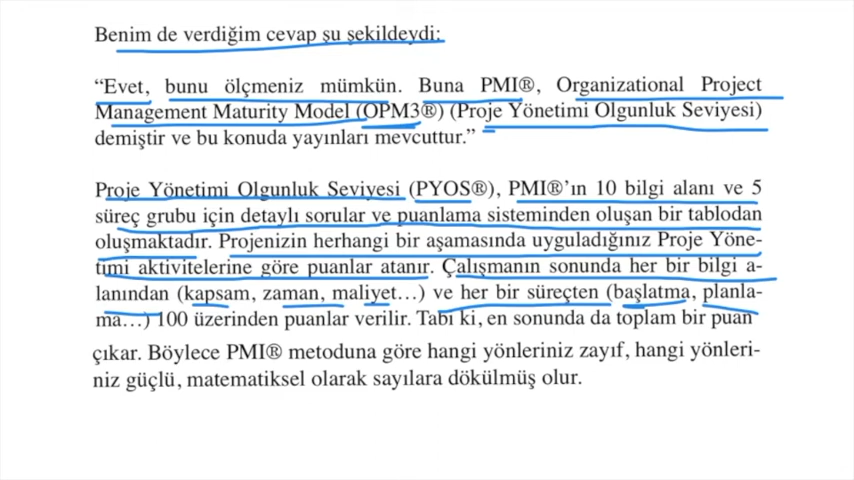 Benim de verdiğim cevap şu şekildeydi:
“Evet, bunu ölçmeniz mümkün. Buna PMI®, Organizational Project
Management Maturity Model (OPM3®) (Proje Yönetimi Olgunluk Seviyesi)
demiştir ve bu konuda yayınları mevcuttur.”
Proje Yönetimi Olgunluk Seviyesi (PYOS®), PMI®’ın 10 bilgi alanı ve 5
süreç grubu için detaylı sorular ve puanlama sisteminden oluşan bir tablodan
oluşmaktadır. Projenizin herhangi bir aşamasında uyguladığınız Proje Yöne-
timi aktivitelerine göre puanlar atanır. Çalışmanın sonunda her bir bilgi a-
lanından (kapsam, zaman, maliyet…) ve her bir süreçten (başlatma, planla-
ma…) 100 üzerinden puanlar verilir. Tabi ki, en sonunda da toplam bir puan
çıkar. Böylece PMI® metoduna göre hangi yönleriniz zayıf, hangi yönleri-
niz güçlü, matematiksel olarak sayılara dökülmüş olur.